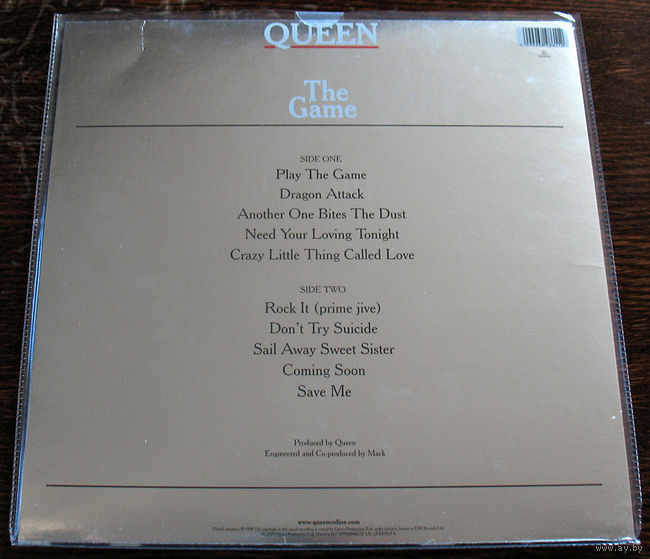 QUEEN
The
Game
SIDE ONE
Play The Game
Dragon Attack
Another One Bites The Dust
Need Your Loving Tonight
Crazy Little Thing Called Love
SIDE TWO
Rock It (prime jive)
Don't Try Suicide
Sail Away Sweet Sister
Coming Soon
Save Me
Produced by Queen
Engineered and Co-produced by Mack
www.queenonline.com
www.ay.by